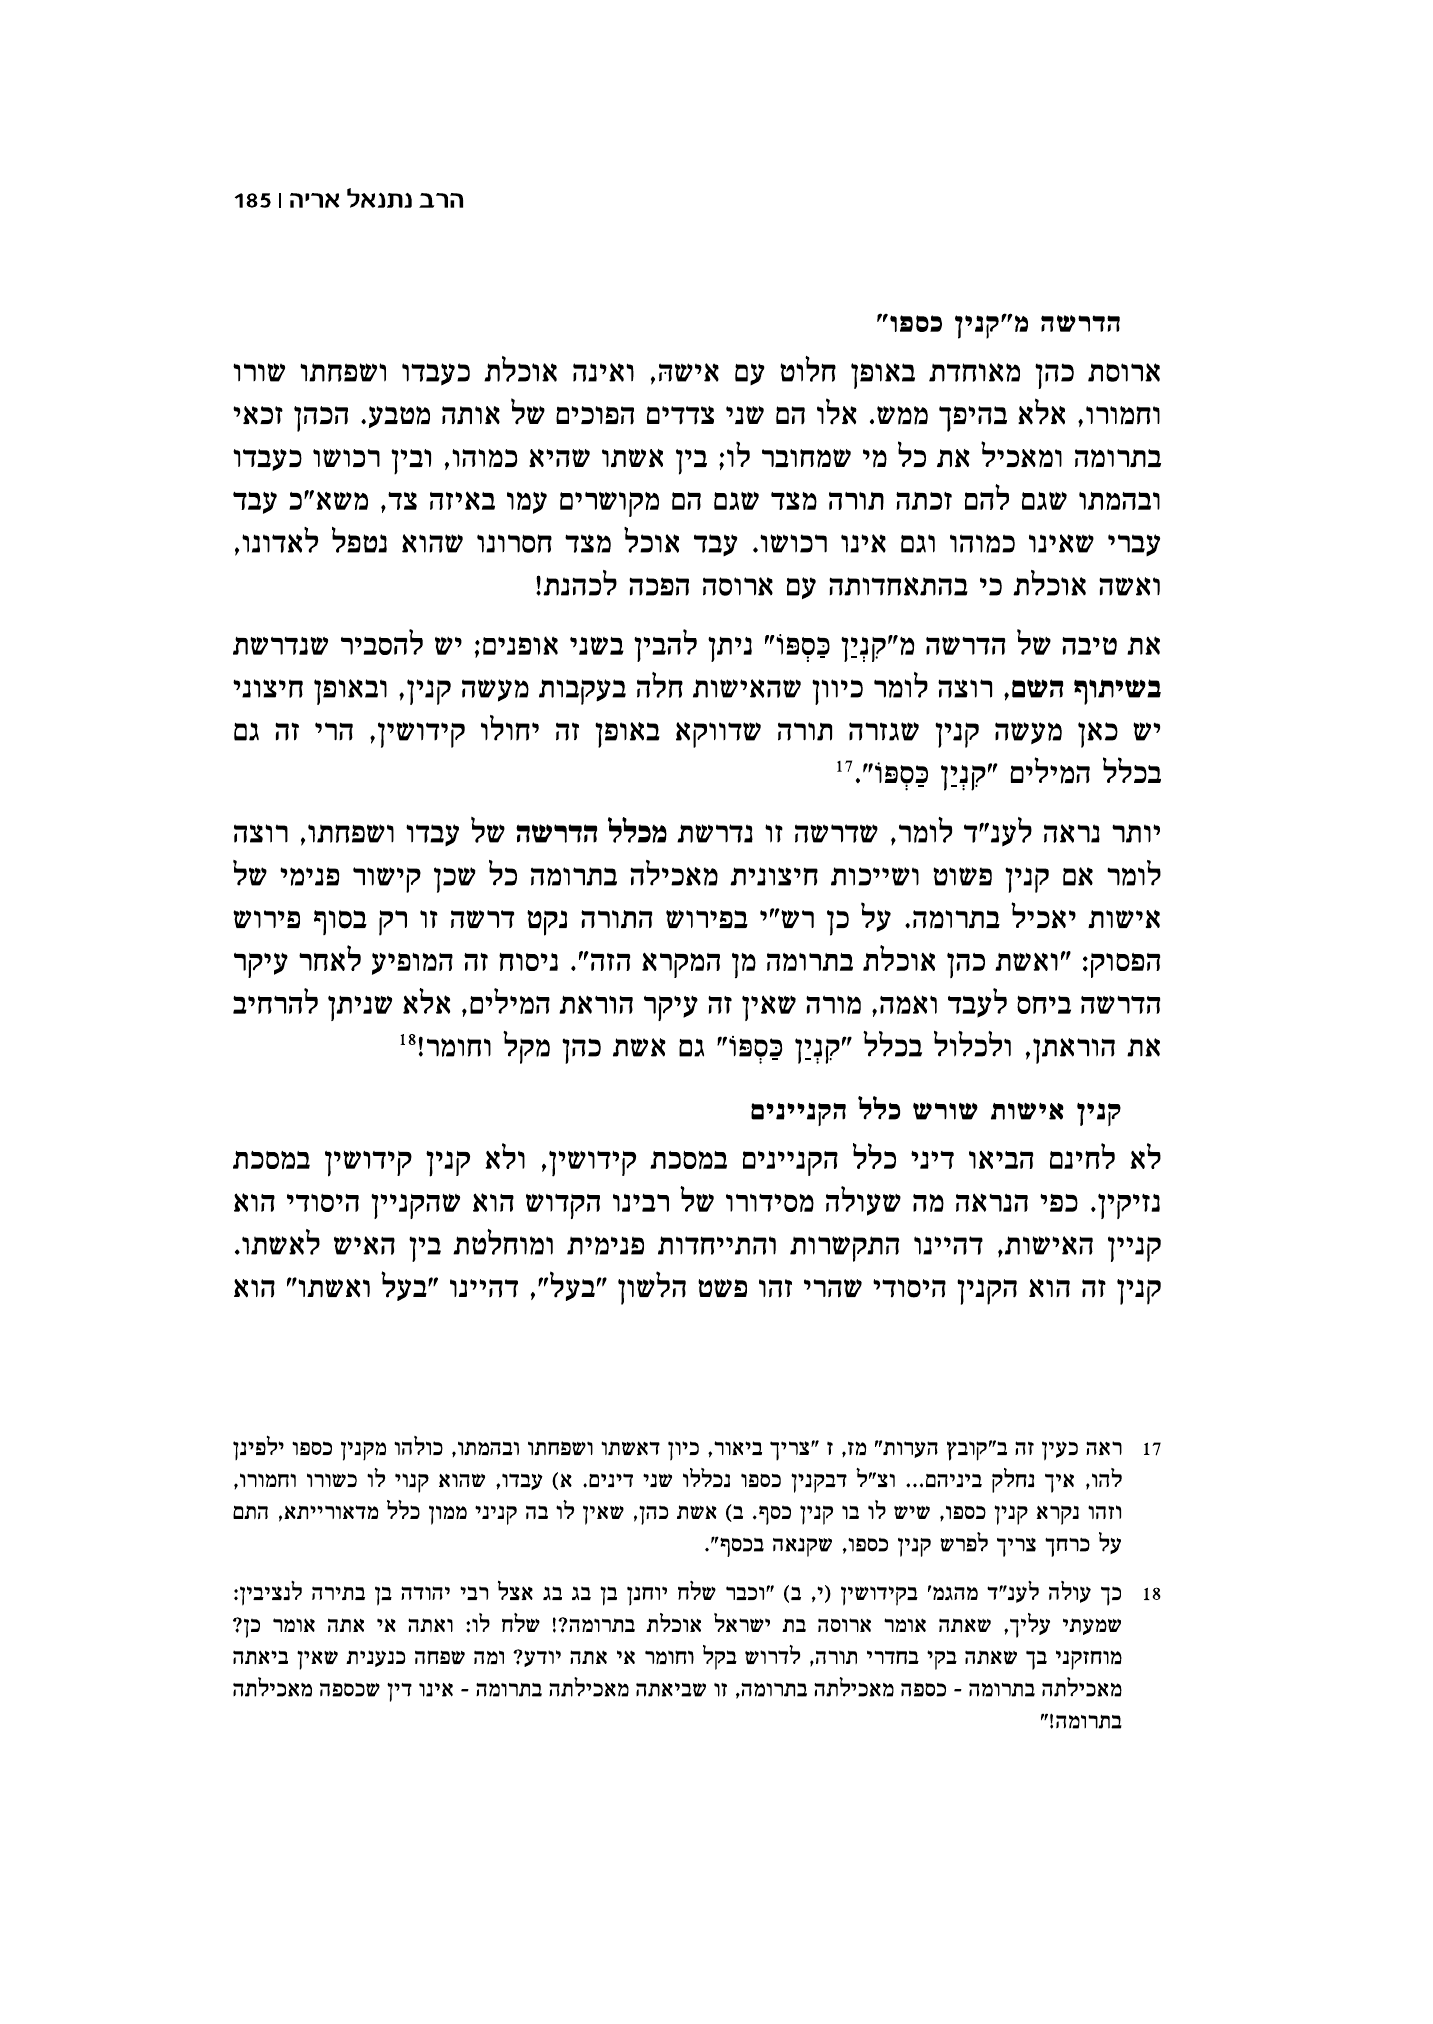 הרב נתנאל אריה | 185
הדרשה מ"קנין כספו"
ארוסת כהן מאוחדת באופן חלוט עם אישהּ, ואינה אוכלת כעבדו ושפחתו שורו
וחמורו, אלא בהיפך ממש. אלו הם שני צדדים הפוכים של אותה מטבע. הכהן זכאי
בתרומה ומאכיל את כל מי שמחובר לו; בין אשתו שהיא כמוהו, ובין רכושו כעבדו
ובהמתו שגם להם זכתה תורה מצד שגם הם מקושרים עמו באיזה צד, משא"כ עבד
עברי שאינו כמוהו וגם אינו רכושו. עבד אוכל מצד חסרונו שהוא נטפל לאדונו,
ואשה אוכלת כי בהתאחדותה עם ארוסה הפכה לכהנת!
את טיבה של הדרשה מ"קִנְיַן כַּסְפּוֹ" ניתן להבין בשני אופנים; יש להסביר שנדרשת
בשיתוף השם, רוצה לומר כיוון שהאישות חלה בעקבות מעשה קנין, ובאופן חיצוני
יש כאן מעשה קנין שגזרה תורה שדווקא באופן זה יחולו קידושין, הרי זה גם
בכלל המילים "קִנְיַן כַּסְפּוֹ".17
יותר נראה לענ"ד לומר, שדרשה זו נדרשת מכלל הדרשה של עבדו ושפחתו, רוצה
לומר אם קנין פשוט ושייכות חיצונית מאכילה בתרומה כל שכן קישור פנימי של
אישות יאכיל בתרומה. על כן רש"י בפירוש התורה נקט דרשה זו רק בסוף פירוש
הפסוק: "ואשת כהן אוכלת בתרומה מן המקרא הזה". ניסוח זה המופיע לאחר עיקר
הדרשה ביחס לעבד ואמה, מורה שאין זה עיקר הוראת המילים, אלא שניתן להרחיב
את הוראתן, ולכלול בכלל "קִנְיַן כַּסְפּוֹ" גם אשת כהן מקל וחומר!18
קנין אישות שורש כלל הקניינים
לא לחינם הביאו דיני כלל הקניינים במסכת קידושין, ולא קנין קידושין במסכת
נזיקין. כפי הנראה מה שעולה מסידורו של רבינו הקדוש הוא שהקניין היסודי הוא
קניין האישות, דהיינו התקשרות והתייחדות פנימית ומוחלטת בין האיש לאשתו.
קנין זה הוא הקנין היסודי שהרי זהו פשט הלשון "בעל", דהיינו "בעל ואשתו" הוא
17 ראה כעין זה ב"קובץ הערות" מז, ז "צריך ביאור, כיון דאשתו ושפחתו ובהמתו, כולהו מקנין כספו ילפינן
להו, איך נחלק ביניהם... וצ"ל דבקנין כספו נכללו שני דינים. א) עבדו, שהוא קנוי לו כשורו וחמורו,
וזהו נקרא קנין כספו, שיש לו בו קנין כסף. ב) אשת כהן, שאין לו בה קניני ממון כלל מדאורייתא, התם
על כרחך צריך לפרש קנין כספו, שקנאה בכסף".
18 כך עולה לענ"ד מהגמ' בקידושין (י, ב) "וכבר שלח יוחנן בן בג בג אצל רבי יהודה בן בתירה לנציבין:
שמעתי עליך, שאתה אומר ארוסה בת ישראל אוכלת בתרומה?! שלח לו: ואתה אי אתה אומר כן?
מוחזקני בך שאתה בקי בחדרי תורה, לדרוש בקל וחומר אי אתה יודע? ומה שפחה כנענית שאין ביאתה
מאכילתה בתרומה - כספה מאכילתה בתרומה, זו שביאתה מאכילתה בתרומה - אינו דין שכספה מאכילתה
בתרומה!"